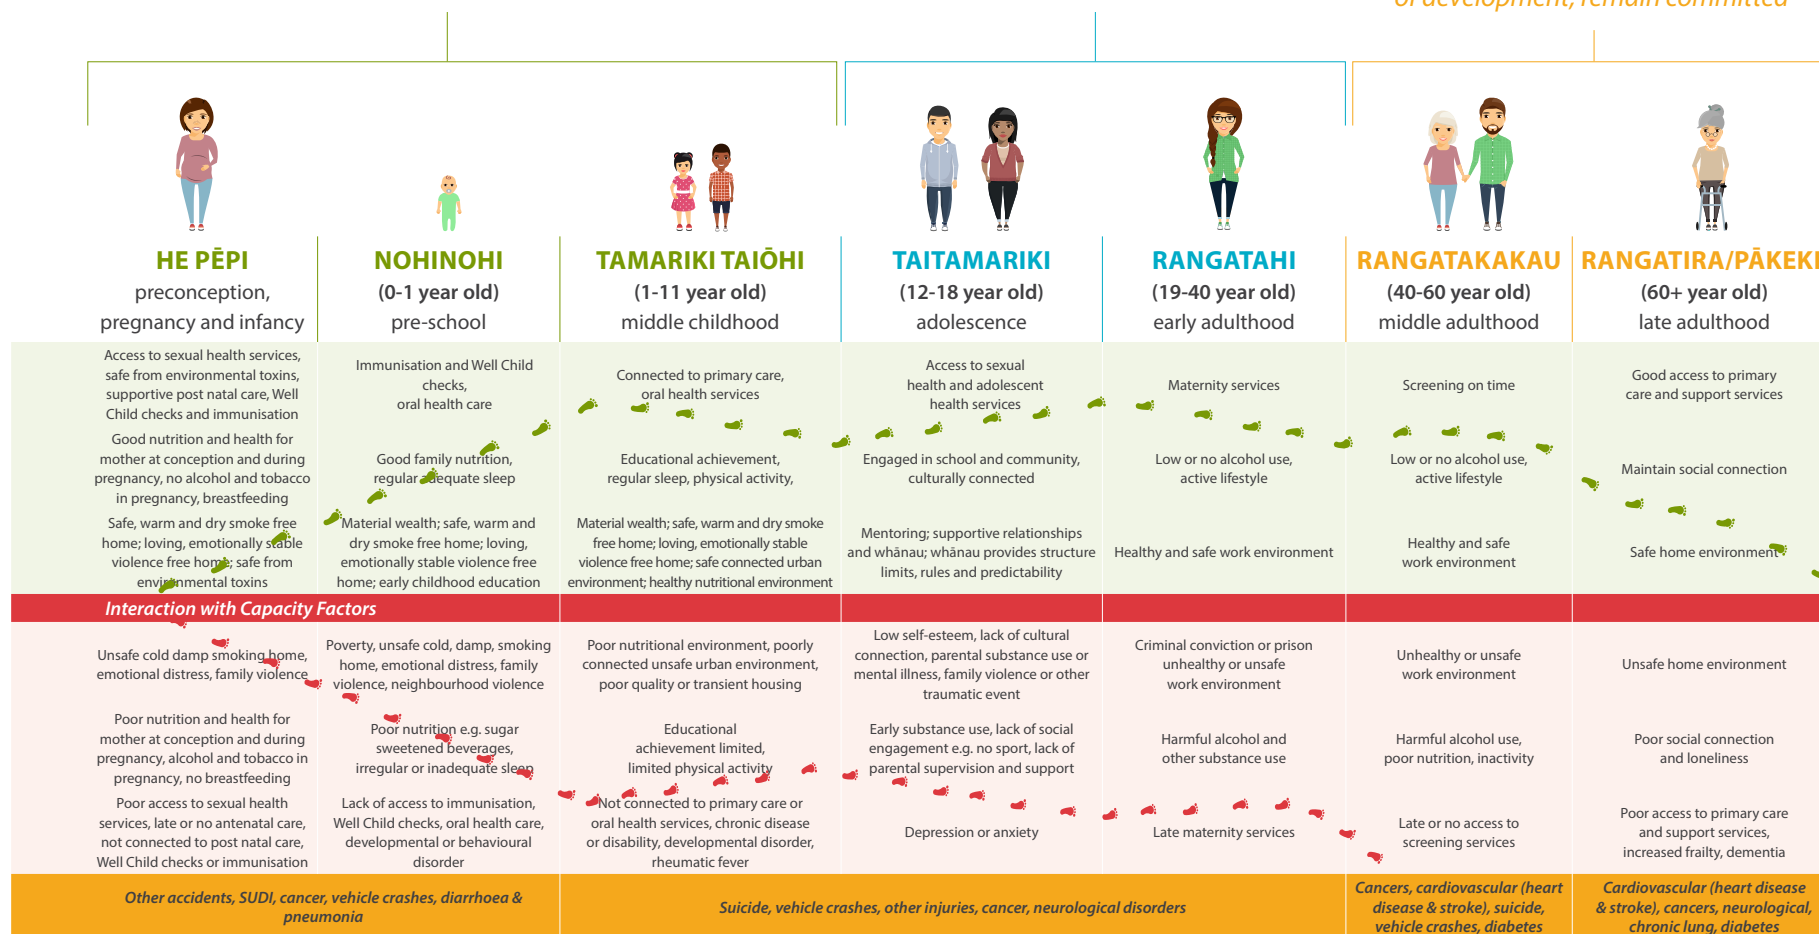 of development, remain committed
HE PĒPI
preconception,
pregnancy and infancy
NOHINOHI
(0-1 year old)
pre-school
TAMARIKI TAIŌHI
(1-11 year old)
middle childhood
TAITAMARIKI
(12-18 year old)
adolescence
RANGATAHI
(19-40 year old)
early adulthood
RANGATAKAKAU
(40-60 year old)
middle adulthood
RANGATIRA/PĀKEKE
(60+ year old)
late adulthood
Access to sexual health services,
safe from environmental toxins,
supportive post natal care, Well
Child checks and immunisation
Immunisation and Well Child
checks,
oral health care
Connected to primary care,
oral health services
Access to sexual
health and adolescent
health services
Maternity services
Screening on time
Good access to primary
care and support services
Good nutrition and health for
mother at conception and during
pregnancy, no alcohol and tobacco
in pregnancy, breastfeeding
Good family nutrition,
regular adequate sleep
Educational achievement,
regular sleep, physical activity,
Engaged in school and community,
culturally connected
Low or no alcohol use,
active lifestyle
Low or no alcohol use,
active lifestyle
Maintain social connection
Safe, warm and dry smoke free
home; loving, emotionally stable
violence free home; safe from
environmental toxins
Material wealth; safe, warm and
dry smoke free home; loving,
emotionally stable violence free
home; early childhood education
Material wealth; safe, warm and dry smoke
free home; loving, emotionally stable
violence free home; safe connected urban
environment; healthy nutritional environment
Mentoring; supportive relationships
and whānau; whānau provides structure
limits, rules and predictability
Healthy and safe work environment
Healthy and safe
work environment
Safe home environment
Interaction with Capacity Factors
Unsafe cold damp smoking home,
emotional distress, family violence
Poverty, unsafe cold, damp, smoking
home, emotional distress, family
violence, neighbourhood violence
Poor nutritional environment, poorly
connected unsafe urban environment,
poor quality or transient housing
Low self-esteem, lack of cultural
connection, parental substance use or
mental illness, family violence or other
traumatic event
Criminal conviction or prison
unhealthy or unsafe
work environment
Unhealthy or unsafe
work environment
Unsafe home environment
Poor nutrition and health for
mother at conception and during
pregnancy, alcohol and tobacco in
pregnancy, no breastfeeding
Poor nutrition e.g. sugar
sweetened beverages,
irregular or inadequate sleep
Educational
achievement limited,
limited physical activity
Early substance use, lack of social
engagement e.g. no sport, lack of
parental supervision and support
Harmful alcohol and
other substance use
Harmful alcohol use,
poor nutrition, inactivity
Poor social connection
and loneliness
Poor access to sexual health
services, late or no antenatal care,
not connected to post natal care,
Well Child checks or immunisation
Lack of access to immunisation,
Well Child checks, oral health care,
developmental or behavioural
disorder
Not connected to primary care or
oral health services, chronic disease
or disability, developmental disorder,
rheumatic fever
Depression or anxiety
Late maternity services
Late or no access to
screening services
Poor access to primary care
and support services,
increased frailty, dementia
Other accidents, SUDI, cancer, vehicle crashes, diarrhoea &
pneumonia
Suicide, vehicle crashes, other injuries, cancer, neurological disorders
Cancers, cardiovascular (heart
disease & stroke), suicide,
vehicle crashes, diabetes
Cardiovascular (heart disease
& stroke), cancers, neurological,
chronic lung, diabetes